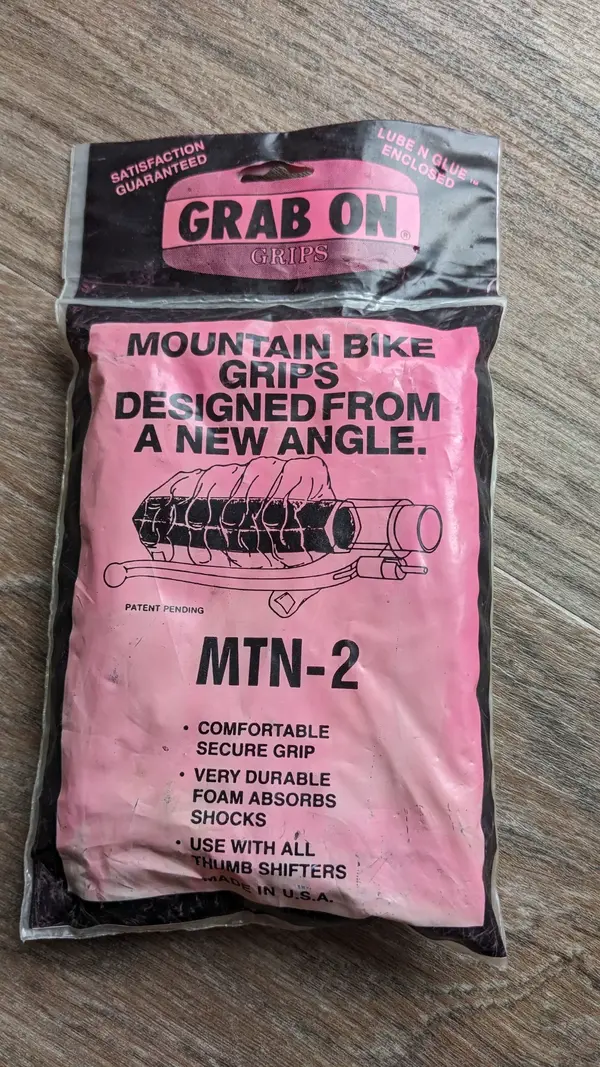 SATISFACTION
GUARANTEED
LUBE N GLUE™
ENCLOSED
GRAB ON®
GRIPS
MOUNTAIN BIKE
GRIPS
DESIGNED FROM
A NEW ANGLE.
PATENT PENDING
MTN-2
• COMFORTABLE
SECURE GRIP
• VERY DURABLE
FOAM ABSORBS
SHOCKS
• USE WITH ALL
THUMB SHIFTERS
MADE IN U.S.A.